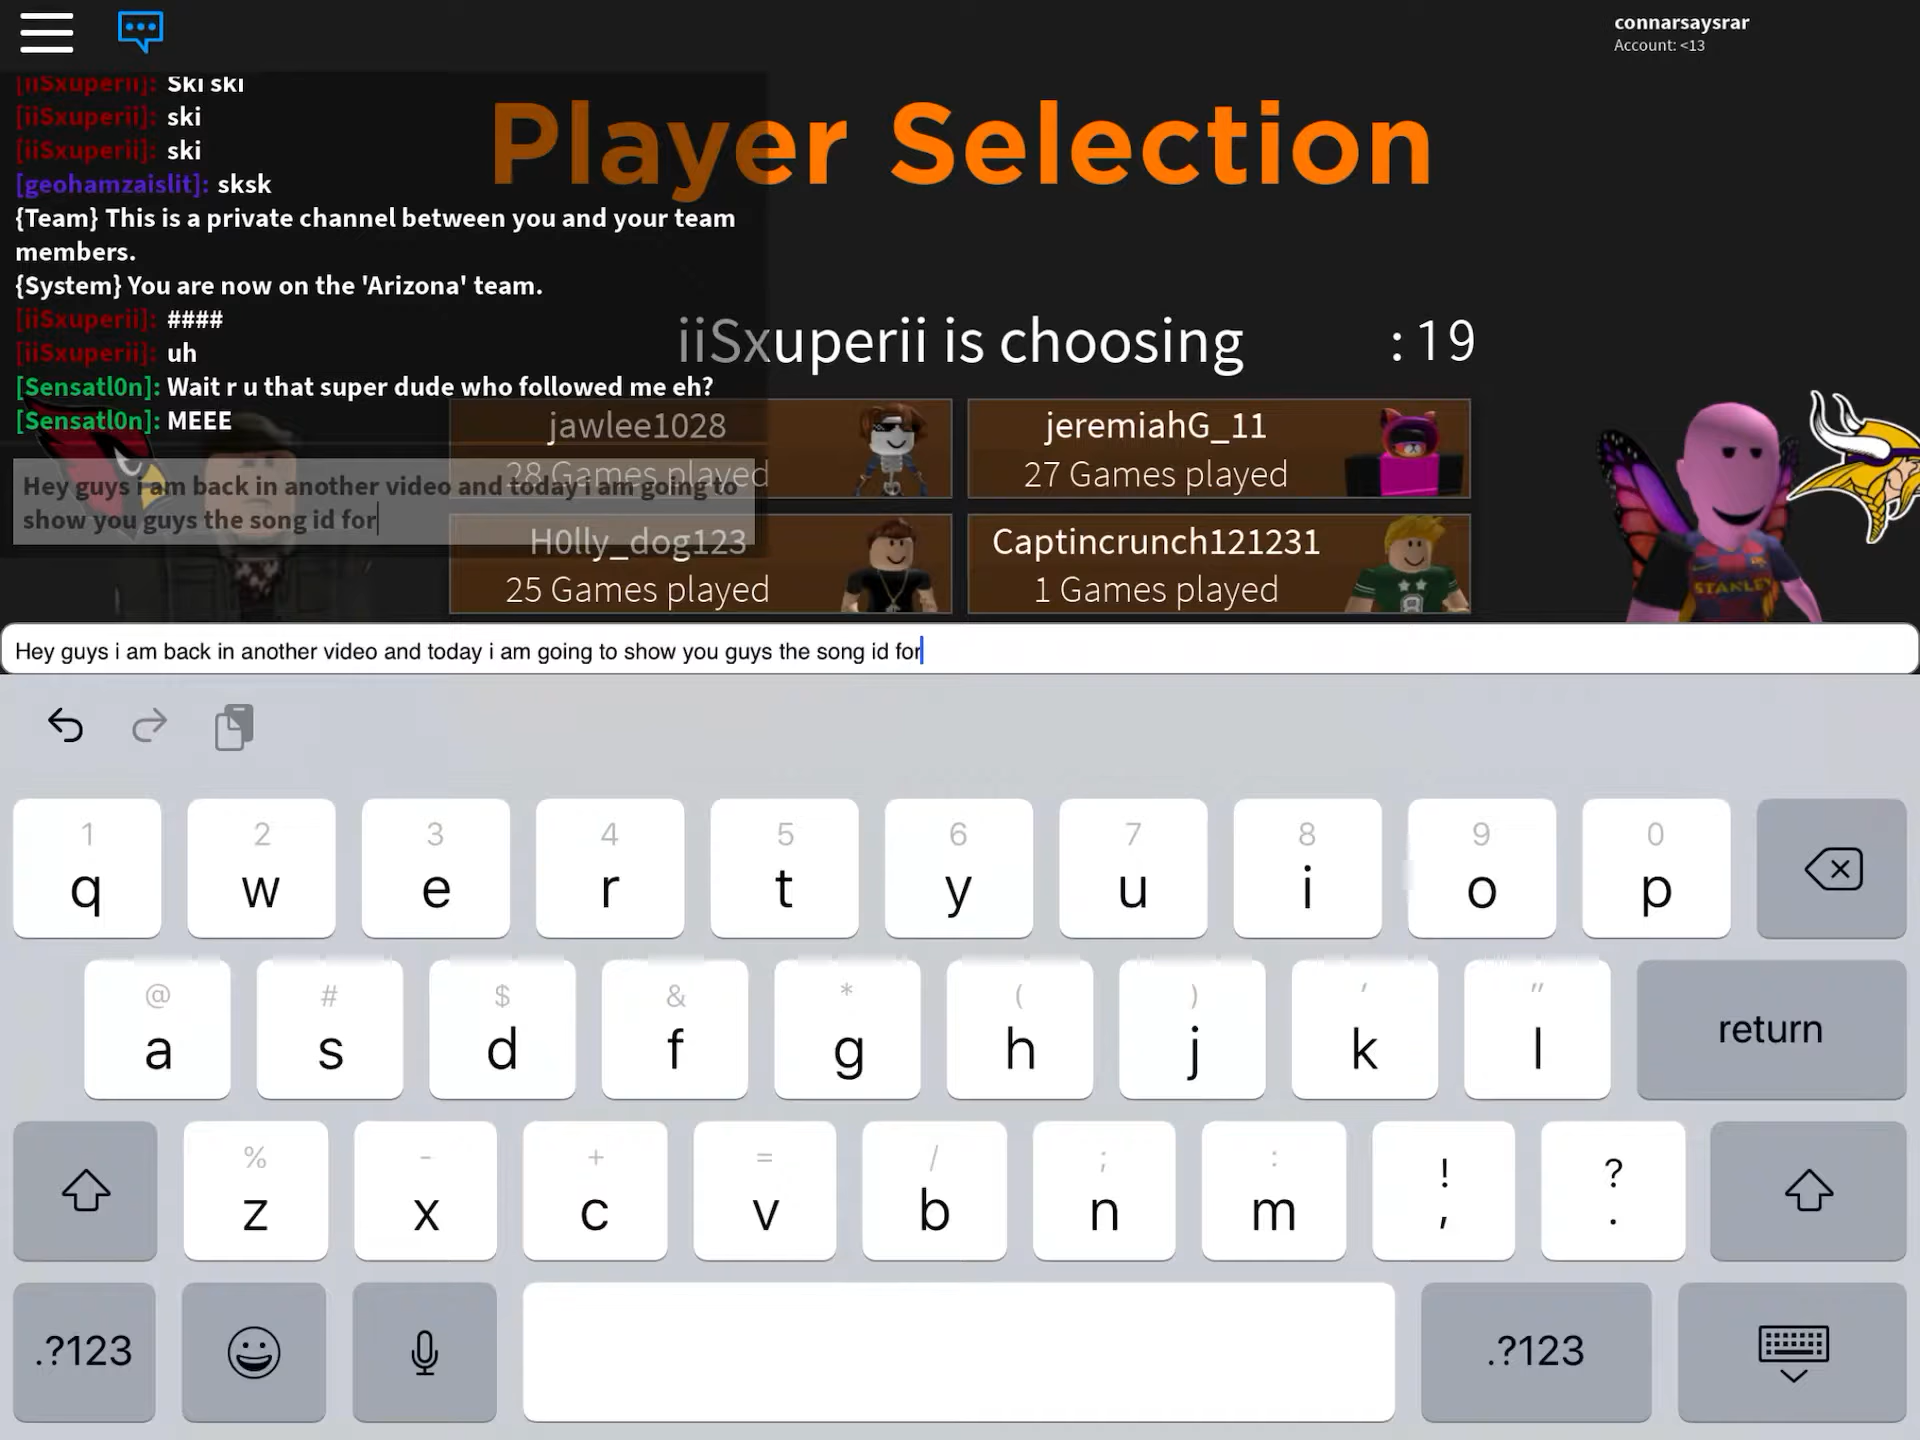 connarsaysrar
Account: <13
[iiSxuperii]: Ski ski
[iiSxuperii]: ski
[iiSxuperii]: ski
[geohamzaislit]: sksk
{Team} This is a private channel between you and your team
members.
{System} You are now on the 'Arizona' team.
[iiSxuperii]: ####
[iiSxuperii]: uh
[Sensatl0n]: Wait r u that super dude who followed me eh?
[Sensatl0n]: MEEE
Hey guys i am back in another video and today i am going to
show you guys the song id for
Player Selection
iiSxuperii is choosing :19
jawlee1028
28 Games played
jeremiahG_11
27 Games played
H0lly_dog123
25 Games played
Captincrunch121231
1 Games played
STANLEY
Hey guys i am back in another video and today i am going to show you guys the song id for
1 2 3 4 5 6 7 8 9 0
q w e r t y u i o p
@ # $ & * ( ) ' "
a s d f g h j k l return
% - + = / ; : ! ?
z x c v b n m , .
.?123 .?123